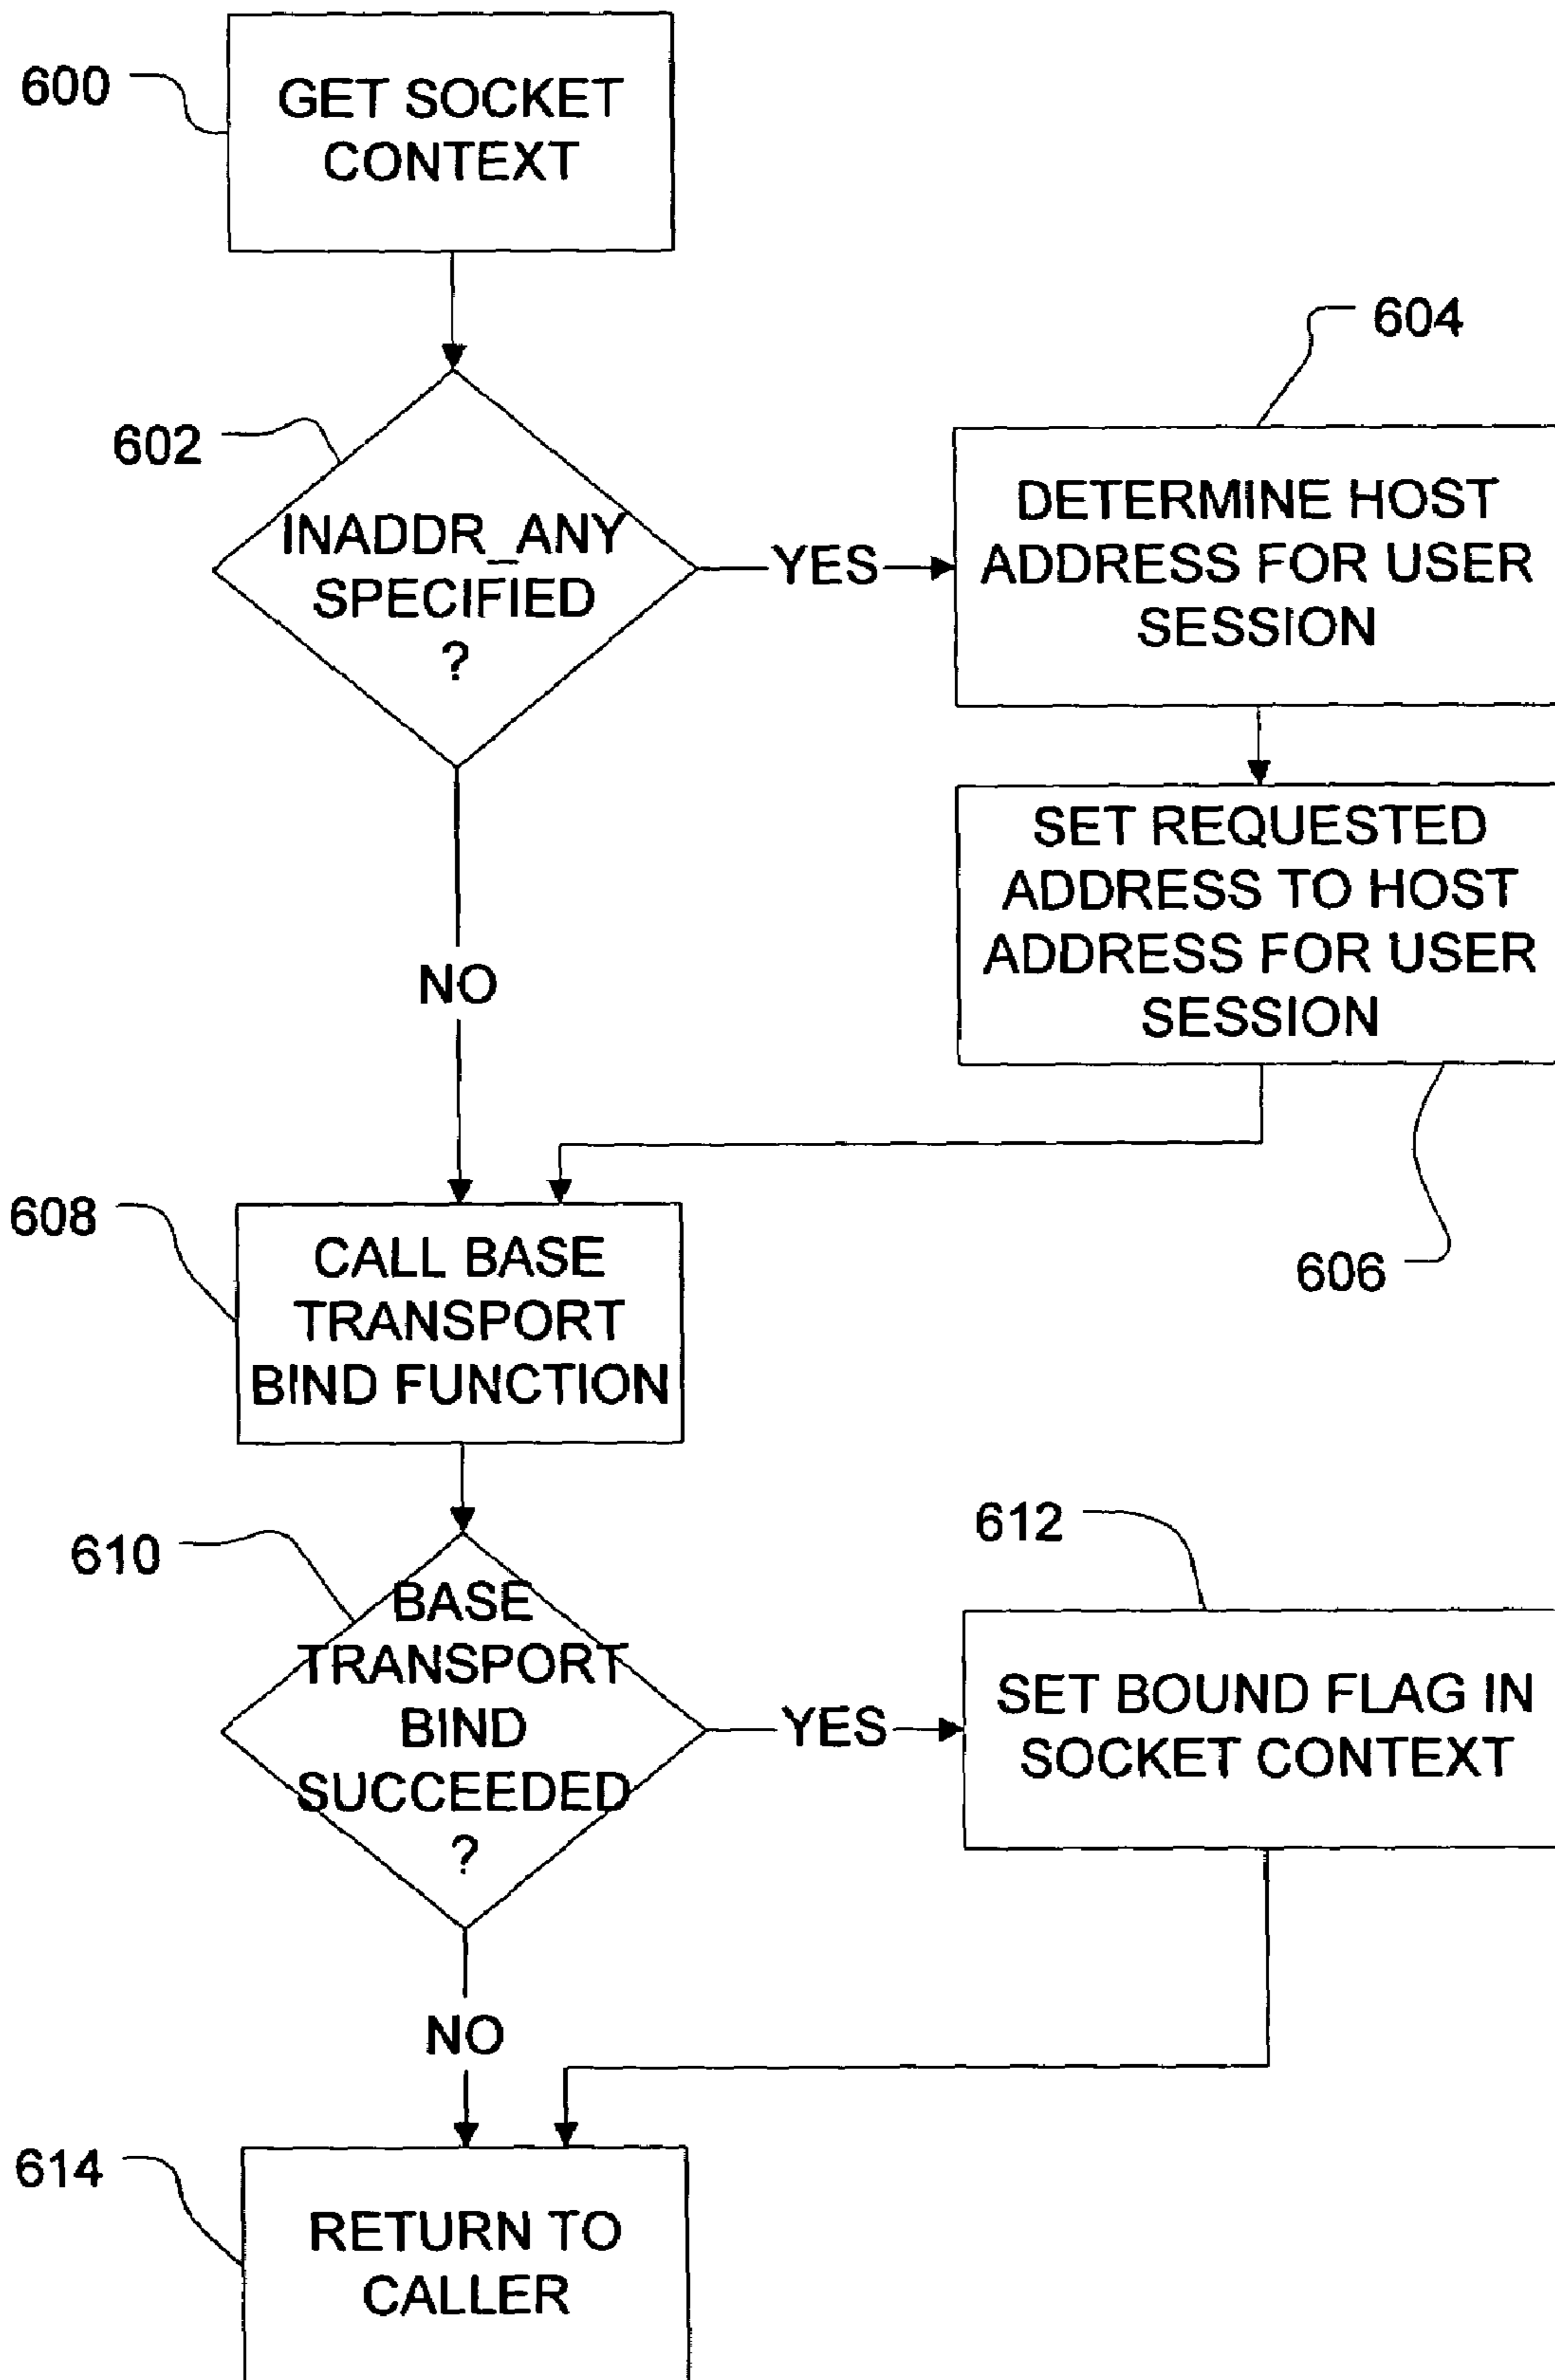 600
GET SOCKET
CONTEXT
604
602
INADDR_ANY
SPECIFIED
?
YES
DETERMINE HOST
ADDRESS FOR USER
SESSION
SET REQUESTED
ADDRESS TO HOST
ADDRESS FOR USER
SESSION
NO
608
CALL BASE
TRANSPORT
BIND FUNCTION
606
610
BASE
TRANSPORT
BIND
SUCCEEDED
?
YES
612
SET BOUND FLAG IN
SOCKET CONTEXT
NO
614
RETURN TO
CALLER